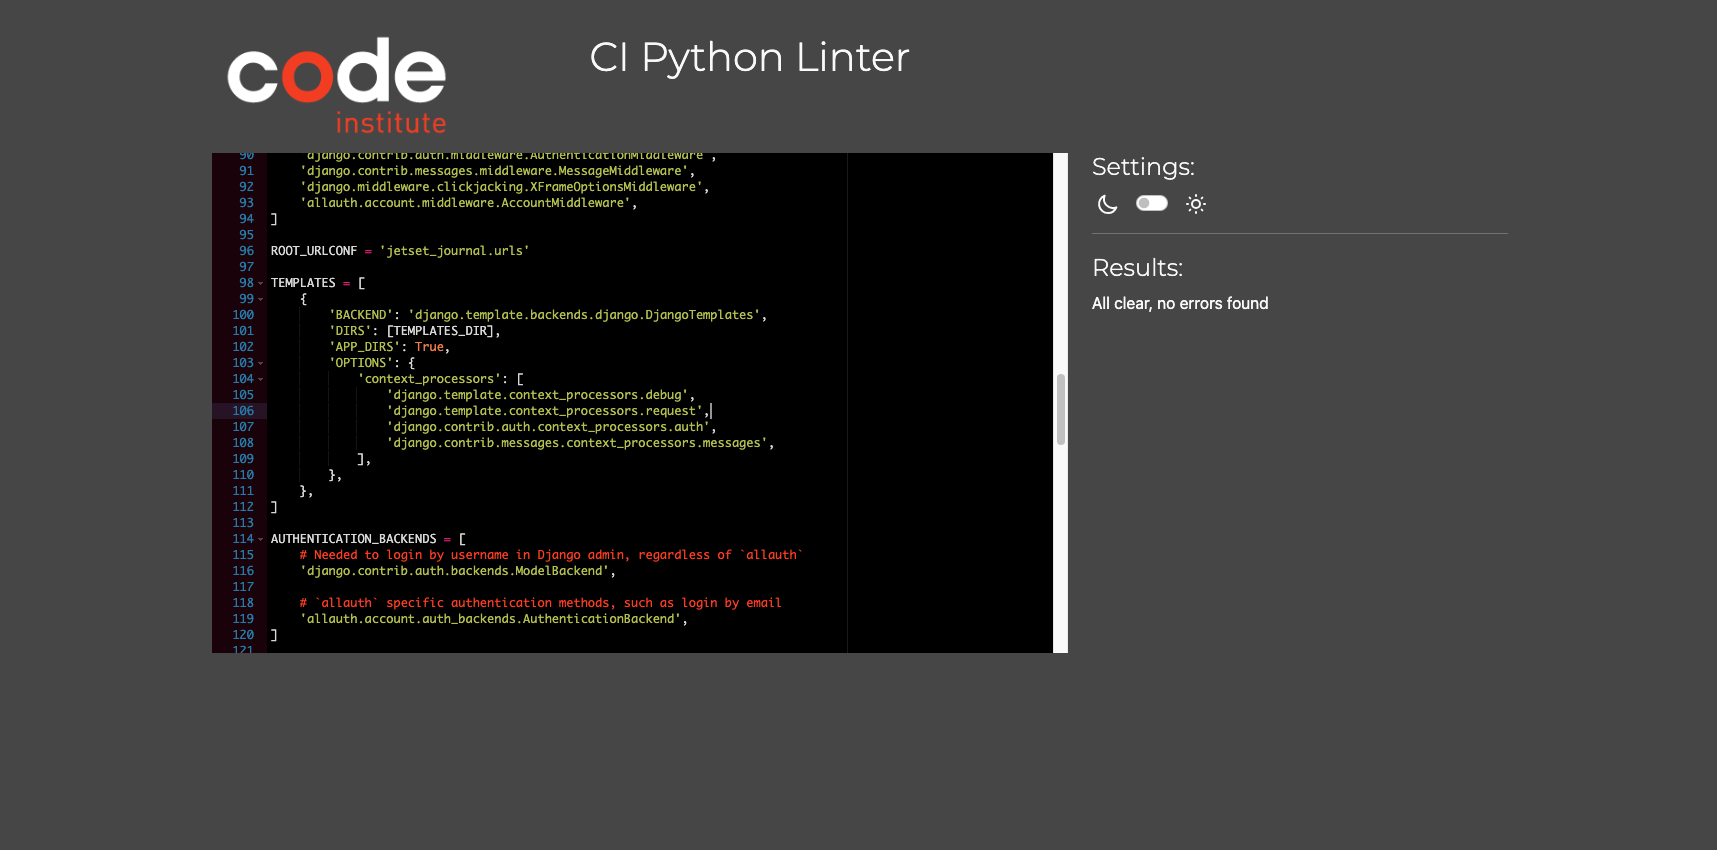 code
institute
CI Python Linter
90 'django.contrib.auth.middleware.AuthenticationMiddleware',
91 'django.contrib.messages.middleware.MessageMiddleware',
92 'django.middleware.clickjacking.XFrameOptionsMiddleware',
93 'allauth.account.middleware.AccountMiddleware',
94 ]
95
96 ROOT_URLCONF = 'jetset_journal.urls'
97
98 TEMPLATES = [
99 {
100 'BACKEND': 'django.template.backends.django.DjangoTemplates',
101 'DIRS': [TEMPLATES_DIR],
102 'APP_DIRS': True,
103 'OPTIONS': {
104 'context_processors': [
105 'django.template.context_processors.debug',
106 'django.template.context_processors.request',
107 'django.contrib.auth.context_processors.auth',
108 'django.contrib.messages.context_processors.messages',
109 ],
110 },
111 },
112 ]
113
114 AUTHENTICATION_BACKENDS = [
115 # Needed to login by username in Django admin, regardless of `allauth`
116 'django.contrib.auth.backends.ModelBackend',
117
118 # `allauth` specific authentication methods, such as login by email
119 'allauth.account.auth_backends.AuthenticationBackend',
120 ]
121
Settings:
Results:
All clear, no errors found